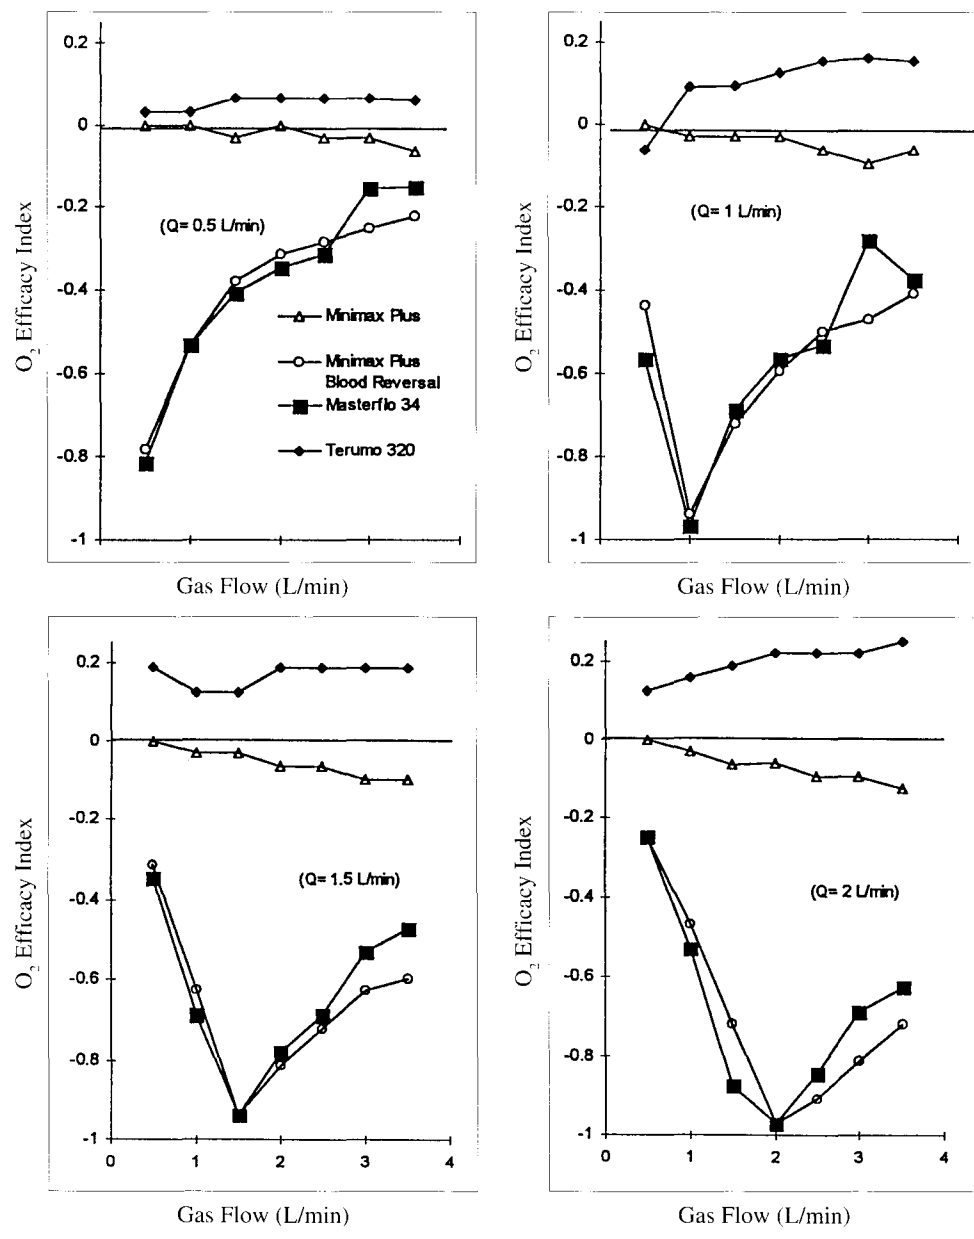 0.2
0
-0.2
-0.4
-0.6
-0.8
-1
O2 Efficacy Index
(Q= 0.5 L/min)
Minimax Plus
Minimax Plus
Blood Reversal
Masterflo 34
Terumo 320
Gas Flow (L/min)
0.2
0
-0.2
-0.4
-0.6
-0.8
-1
O2 Efficacy Index
(Q= 1 L/min)
Gas Flow (L/min)
0.2
0
-0.2
-0.4
-0.6
-0.8
-1
O2 Efficacy Index
(Q= 1.5 L/min)
0 1 2 3 4
Gas Flow (L/min)
0.2
0
-0.2
-0.4
-0.6
-0.8
-1
O2 Efficacy Index
(Q= 2 L/min)
0 1 2 3 4
Gas Flow (L/min)